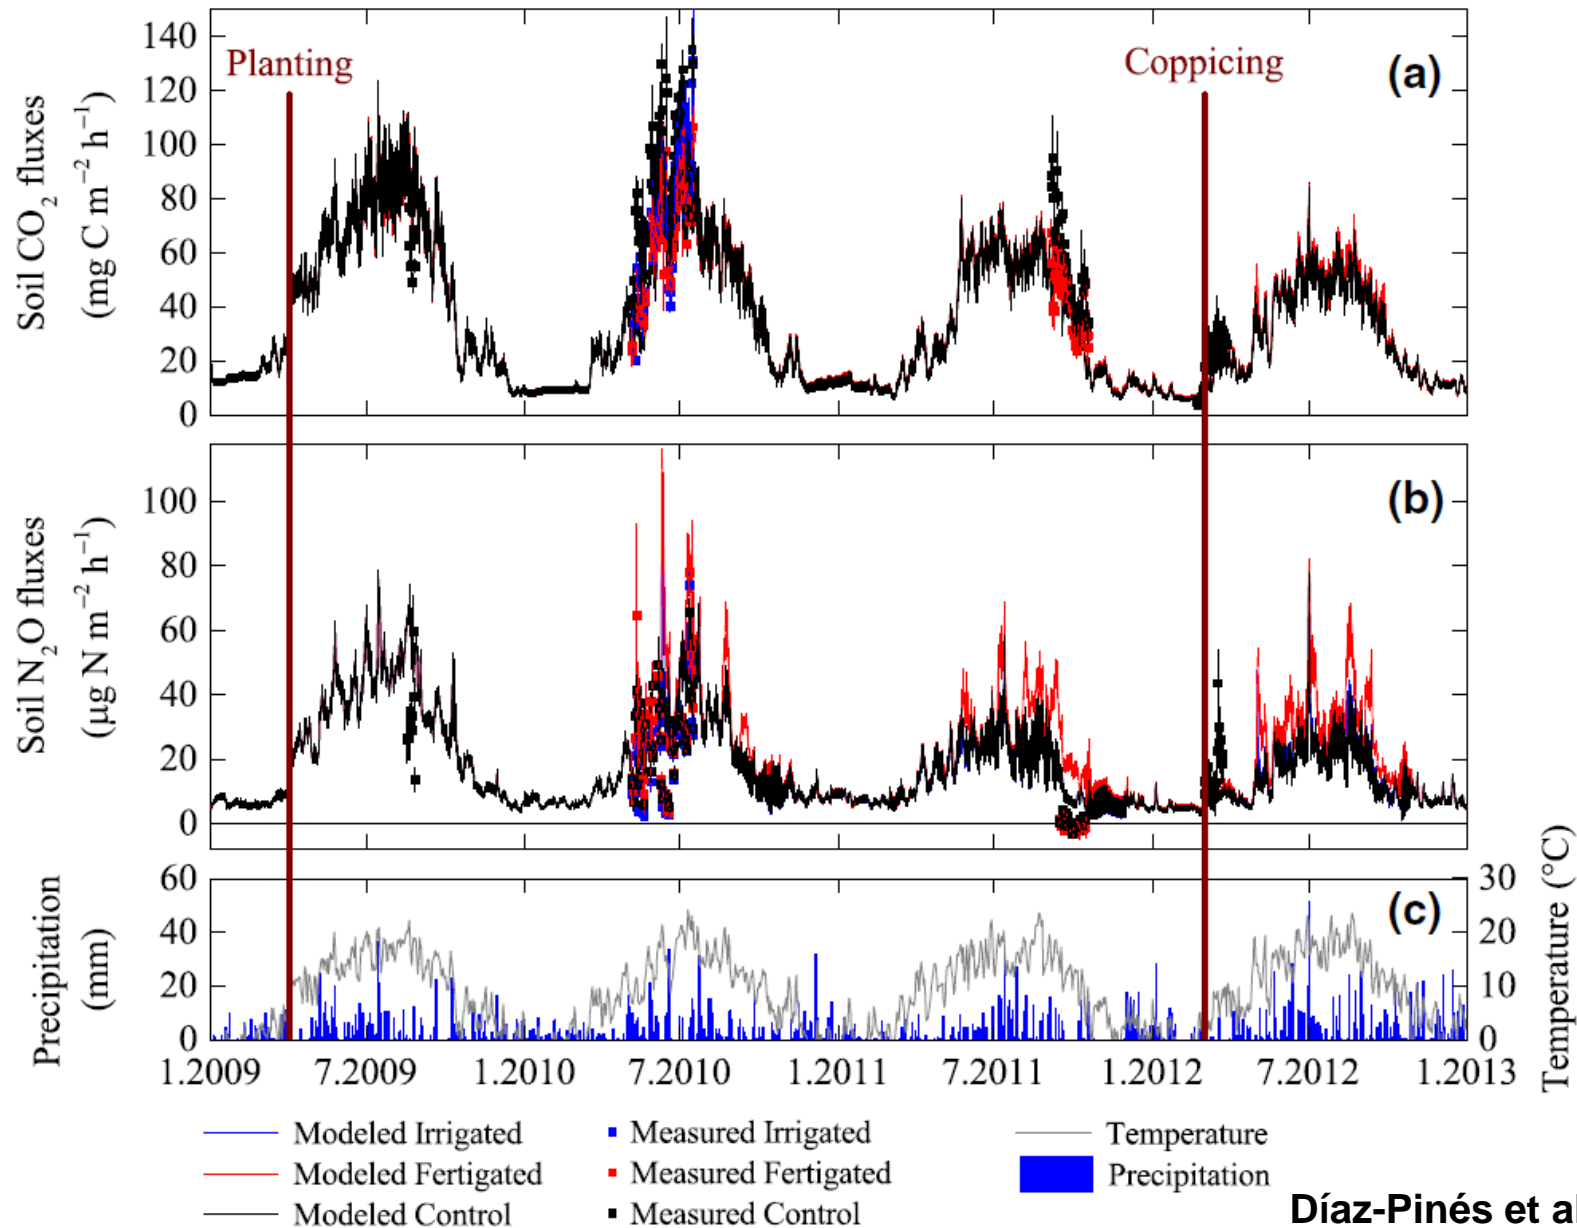 Planting
Coppicing
(a)
Soil CO₂ fluxes
(mg C m⁻² h⁻¹)
140
120
100
80
60
40
20
0
(b)
Soil N₂O fluxes
(µg N m⁻² h⁻¹)
100
80
60
40
20
0
(c)
Precipitation
(mm)
60
40
20
0
30
20
10
0
Temperature (°C)
1.2009 7.2009 1.2010 7.2010 1.2011 7.2011 1.2012 7.2012 1.2013
Modeled Irrigated Measured Irrigated Temperature
Modeled Fertigated Measured Fertigated Precipitation
Modeled Control Measured Control
Díaz-Pinés et al